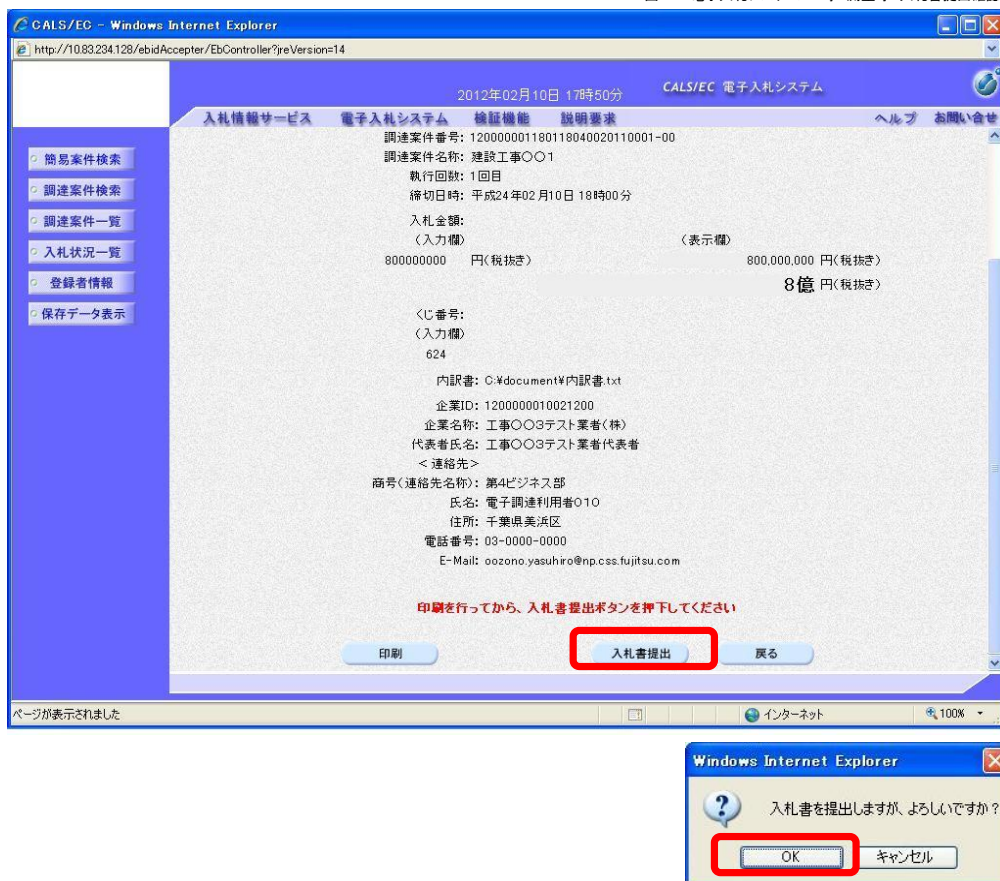 CALS/EC - Windows Internet Explorer
http://10.83.234.128/ebidAccepter/EbController?jreVersion=14
2012年02月10日 17時50分
CALS/EC 電子入札システム
入札情報サービス 電子入札システム 検証機能 説明要求 ヘルプ お問い合せ
簡易案件検索
調達案件検索
調達案件一覧
入札状況一覧
登録者情報
保存データ表示
調達案件番号: 1200000011801180040020110001-00
調達案件名称: 建設工事〇〇1
執行回数: 1回目
締切日時: 平成24年02月10日 18時00分
入札金額:
(入力欄) (表示欄)
800000000 円(税抜き) 800,000,000 円(税抜き)
8億 円(税抜き)
くじ番号:
(入力欄)
624
内訳書: C:¥document¥内訳書.txt
企業ID: 1200000010021200
企業名称: 工事〇〇3テスト業者(株)
代表者氏名: 工事〇〇3テスト業者代表者
<連絡先>
商号(連絡先名称): 第4ビジネス部
氏名: 電子調達利用者010
住所: 千葉県美浜区
電話番号: 03-0000-0000
E-Mail: oozono.yasuhiro@np.css.fujitsu.com
印刷を行ってから、入札書提出ボタンを押下してください
印刷 入札書提出 戻る
ページが表示されました インターネット 100%
Windows Internet Explorer
入札書を提出しますが、よろしいですか?
OK キャンセル